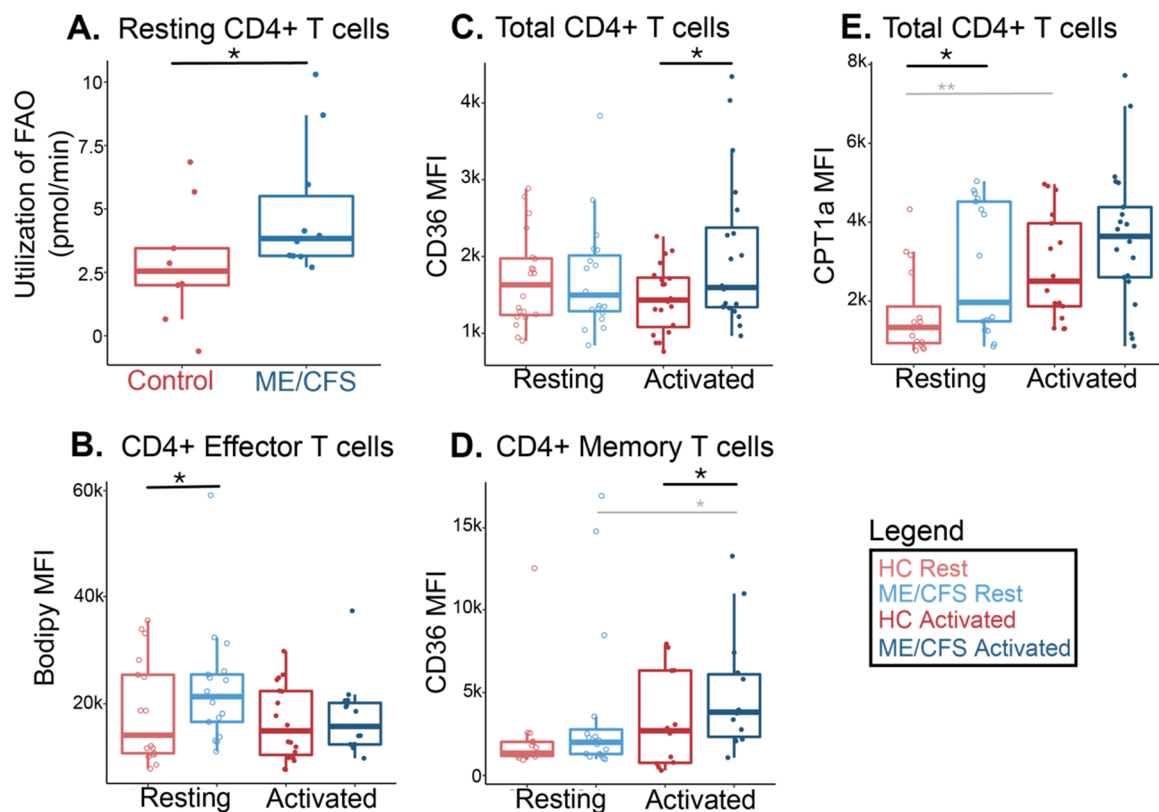 A. Resting CD4+ T cells
*
Utilization of FAO
(pmol/min)
10
7.5
5
2.5
0
Control
ME/CFS
B. CD4+ Effector T cells
*
Bodipy MFI
60k
40k
20k
Resting
Activated
C. Total CD4+ T cells
*
CD36 MFI
4k
3k
2k
1k
Resting
Activated
D. CD4+ Memory T cells
*
*
CD36 MFI
15k
10k
5k
0
Resting
Activated
E. Total CD4+ T cells
*
**
CPT1a MFI
8k
6k
4k
2k
Resting
Activated
Legend
HC Rest
ME/CFS Rest
HC Activated
ME/CFS Activated